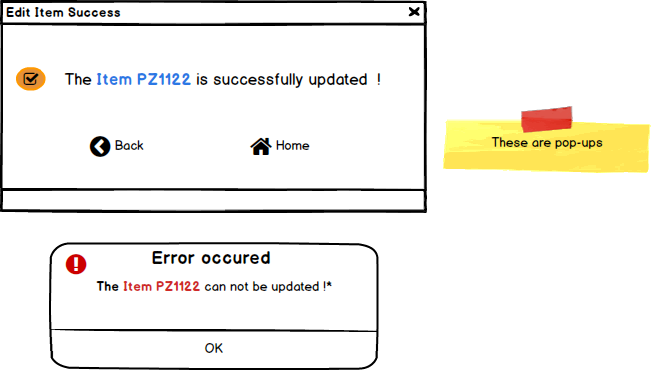 Edit Item Success
The Item PZ1122 is successfully updated !
Back
Home
These are pop-ups
Error occured
The Item PZ1122 can not be updated !*
OK